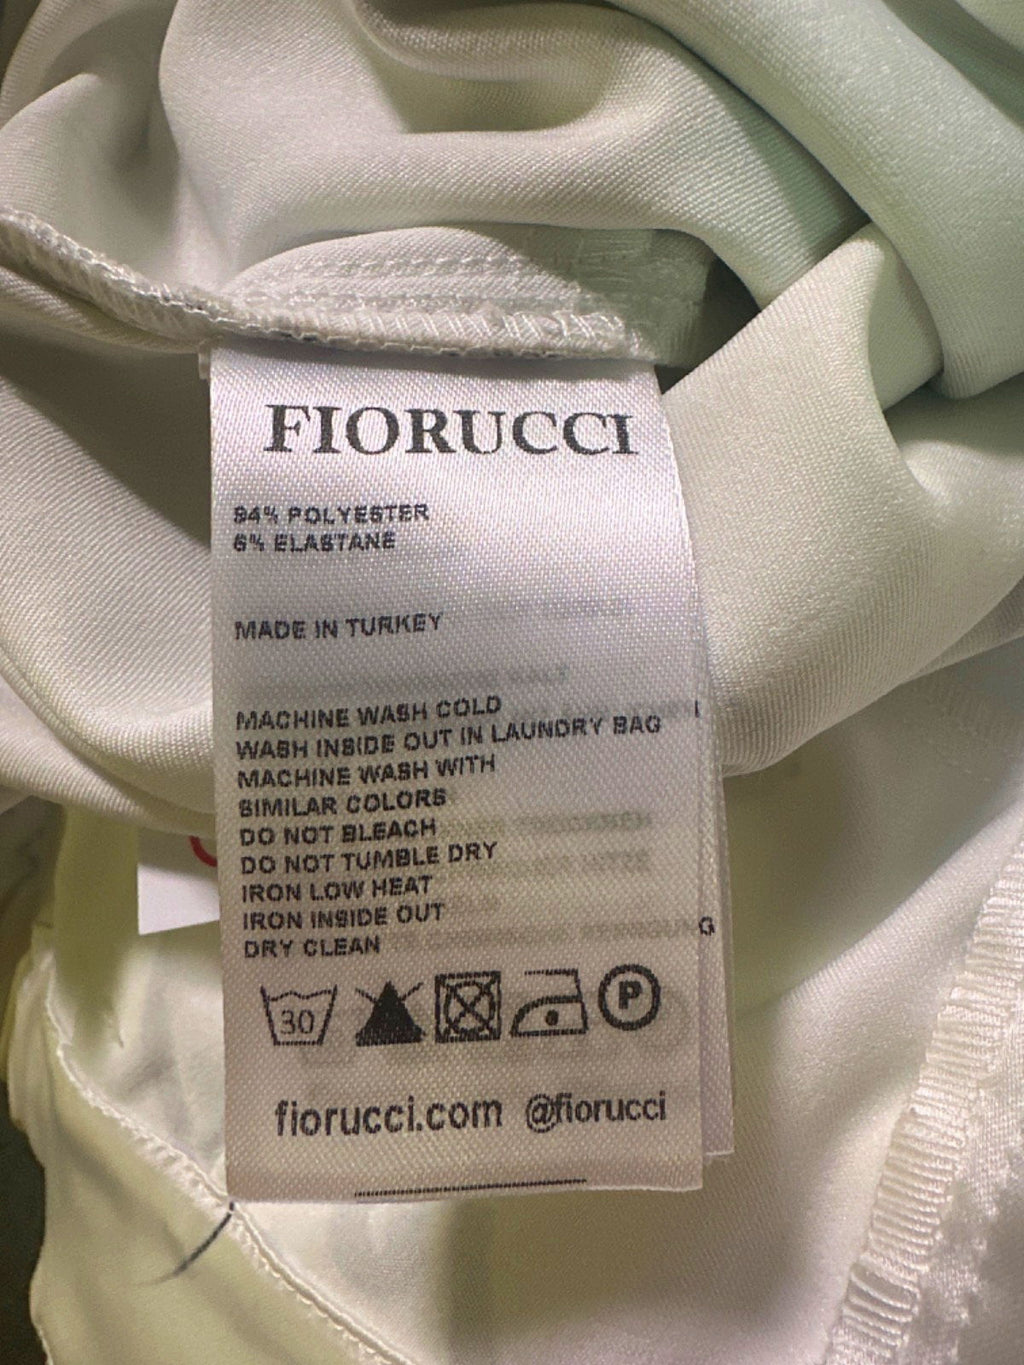 FIORUCCI
94% POLYESTER
6% ELASTANE
MADE IN TURKEY
MACHINE WASH COLD
WASH INSIDE OUT IN LAUNDRY BAG
MACHINE WASH WITH
SIMILAR COLORS
DO NOT BLEACH
DO NOT TUMBLE DRY
IRON LOW HEAT
IRON INSIDE OUT
DRY CLEAN
30 P
fiorucci.com @fiorucci